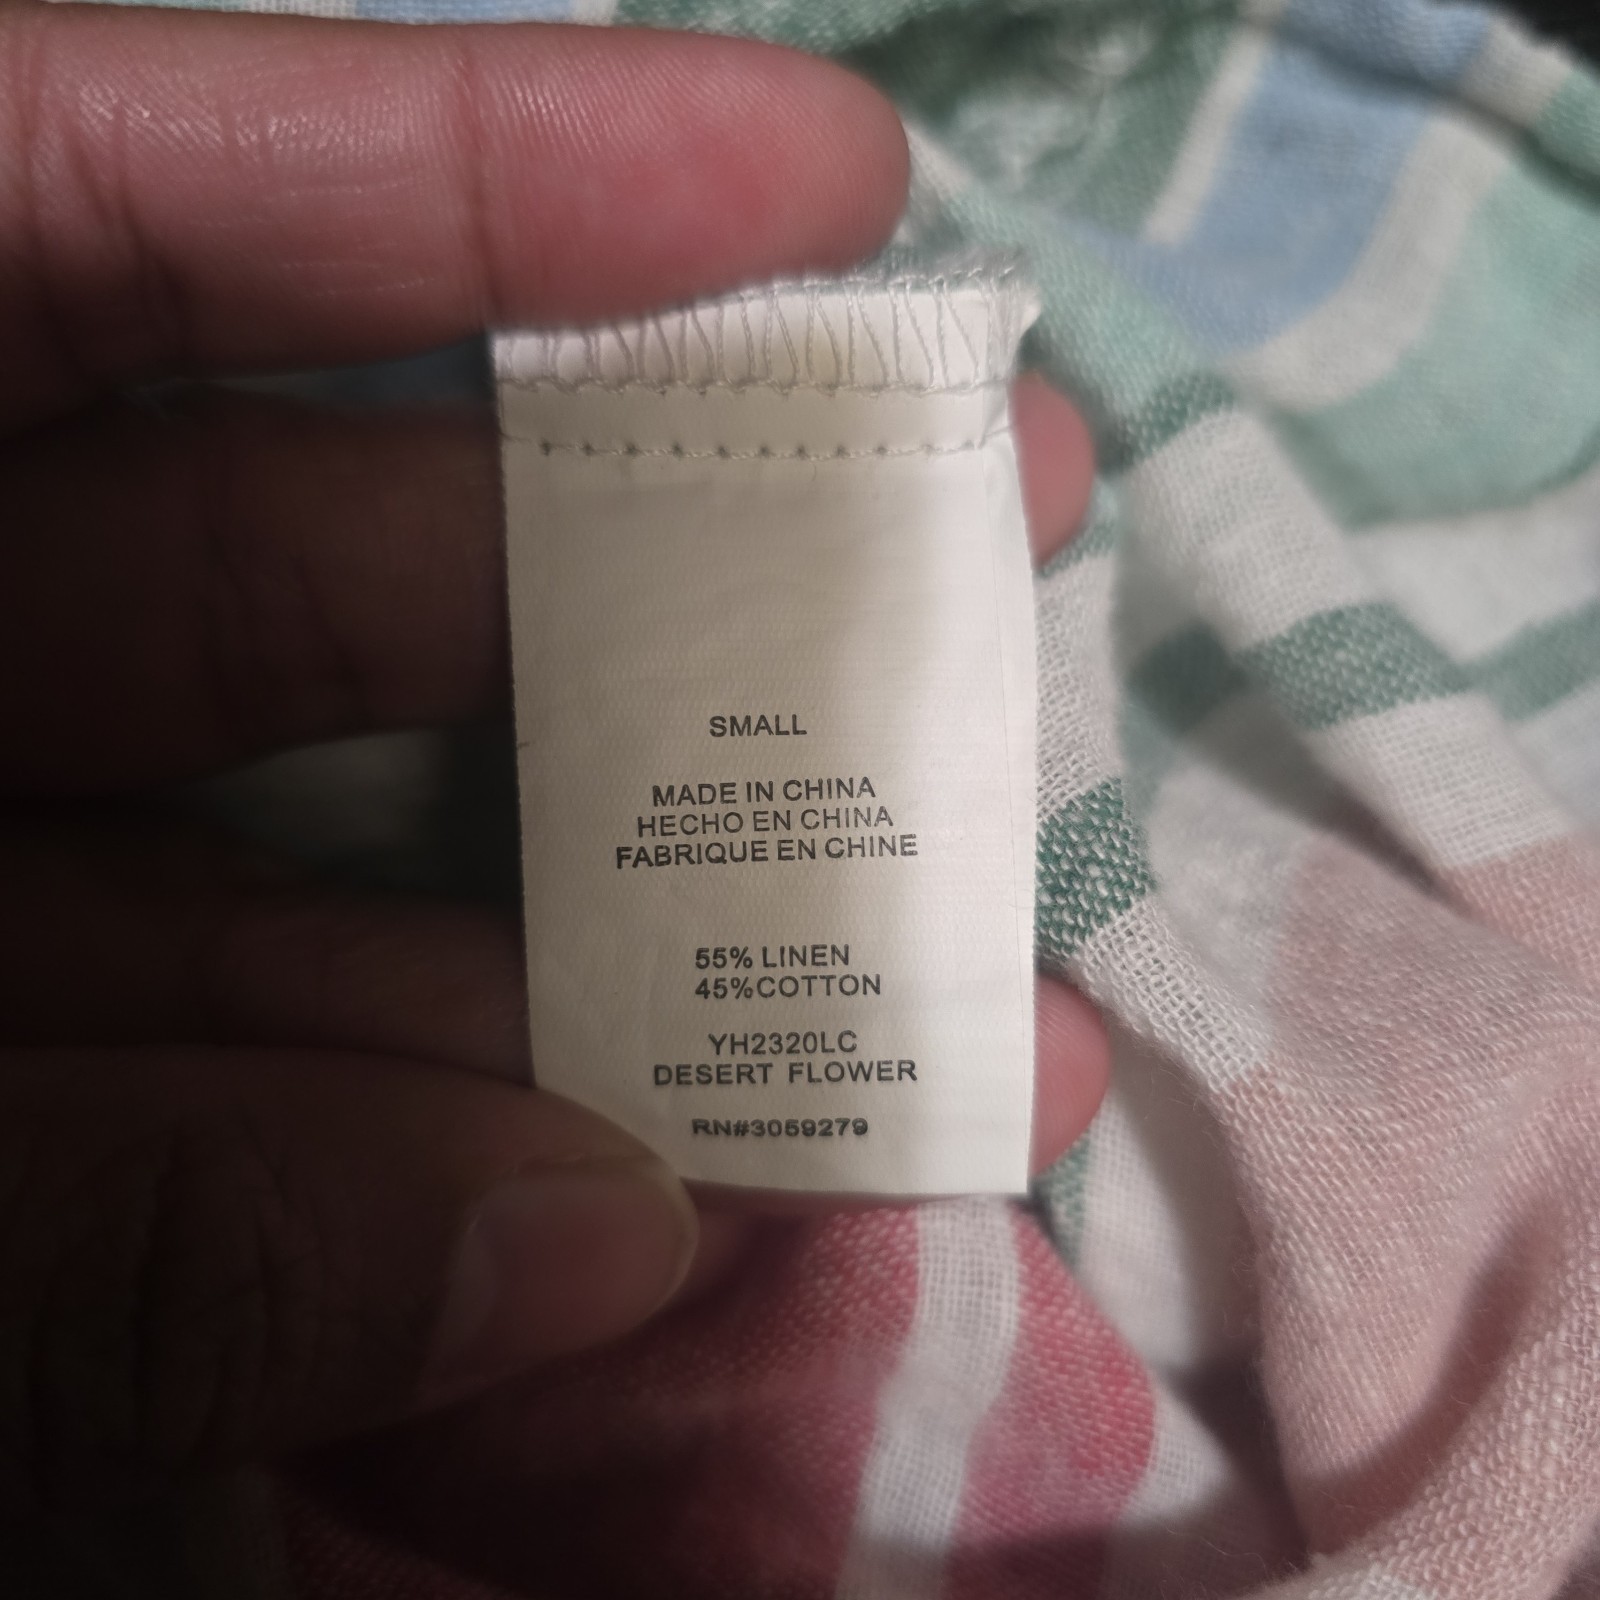 SMALL
MADE IN CHINA
HECHO EN CHINA
FABRIQUE EN CHINE
55% LINEN
45%COTTON
YH2320LC
DESERT FLOWER
RN#3059279